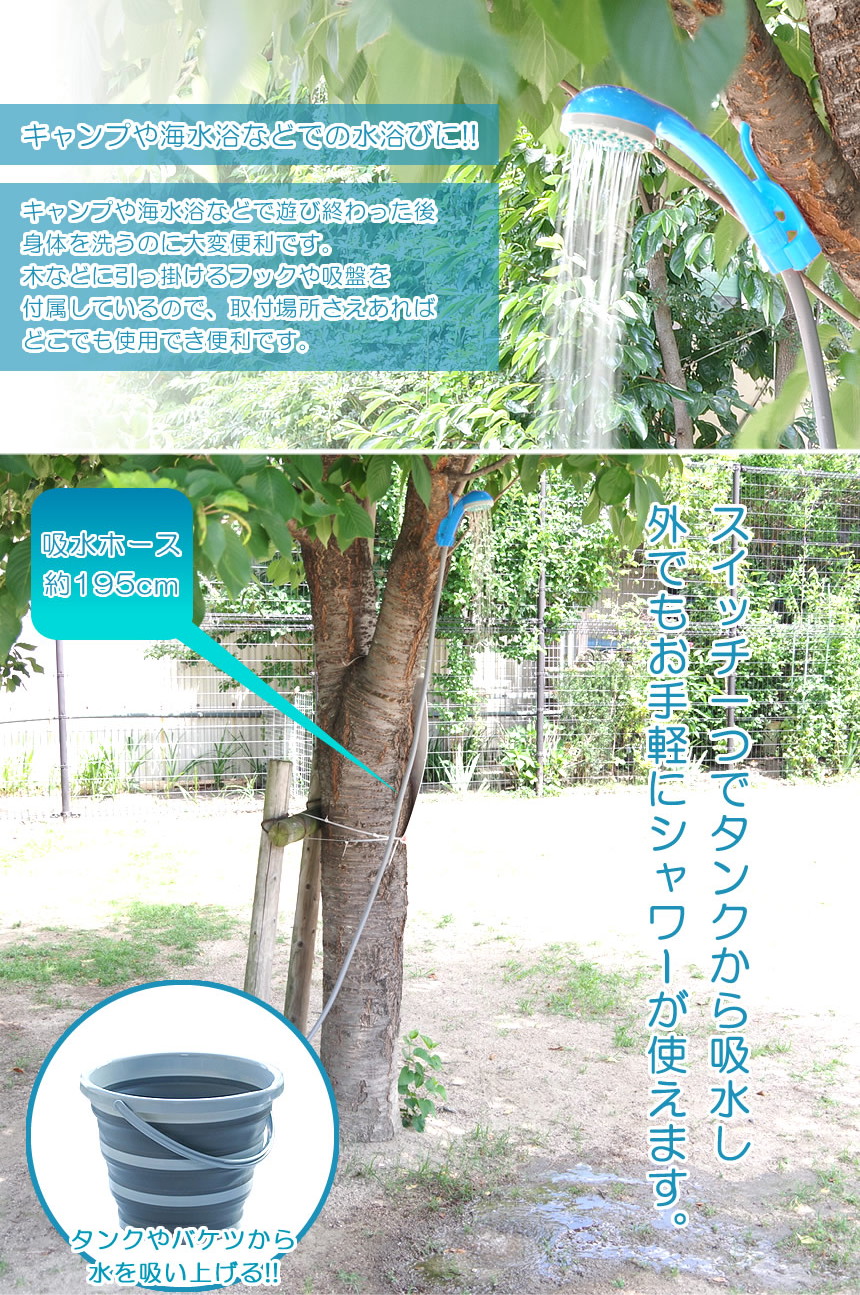 キャンプや海水浴などでの水浴びに!!
キャンプや海水浴などで遊び終わった後
身体を洗うのに大変便利です。
木などに引っ掛けるフックや吸盤を
付属しているので、取付場所さえあれば
どこでも使用でき便利です。
吸水ホース
約195cm
スイッチ一つでタンクから吸水し
外でもお手軽にシャワーが使えます。
タンクやバケツから
水を吸い上げる!!